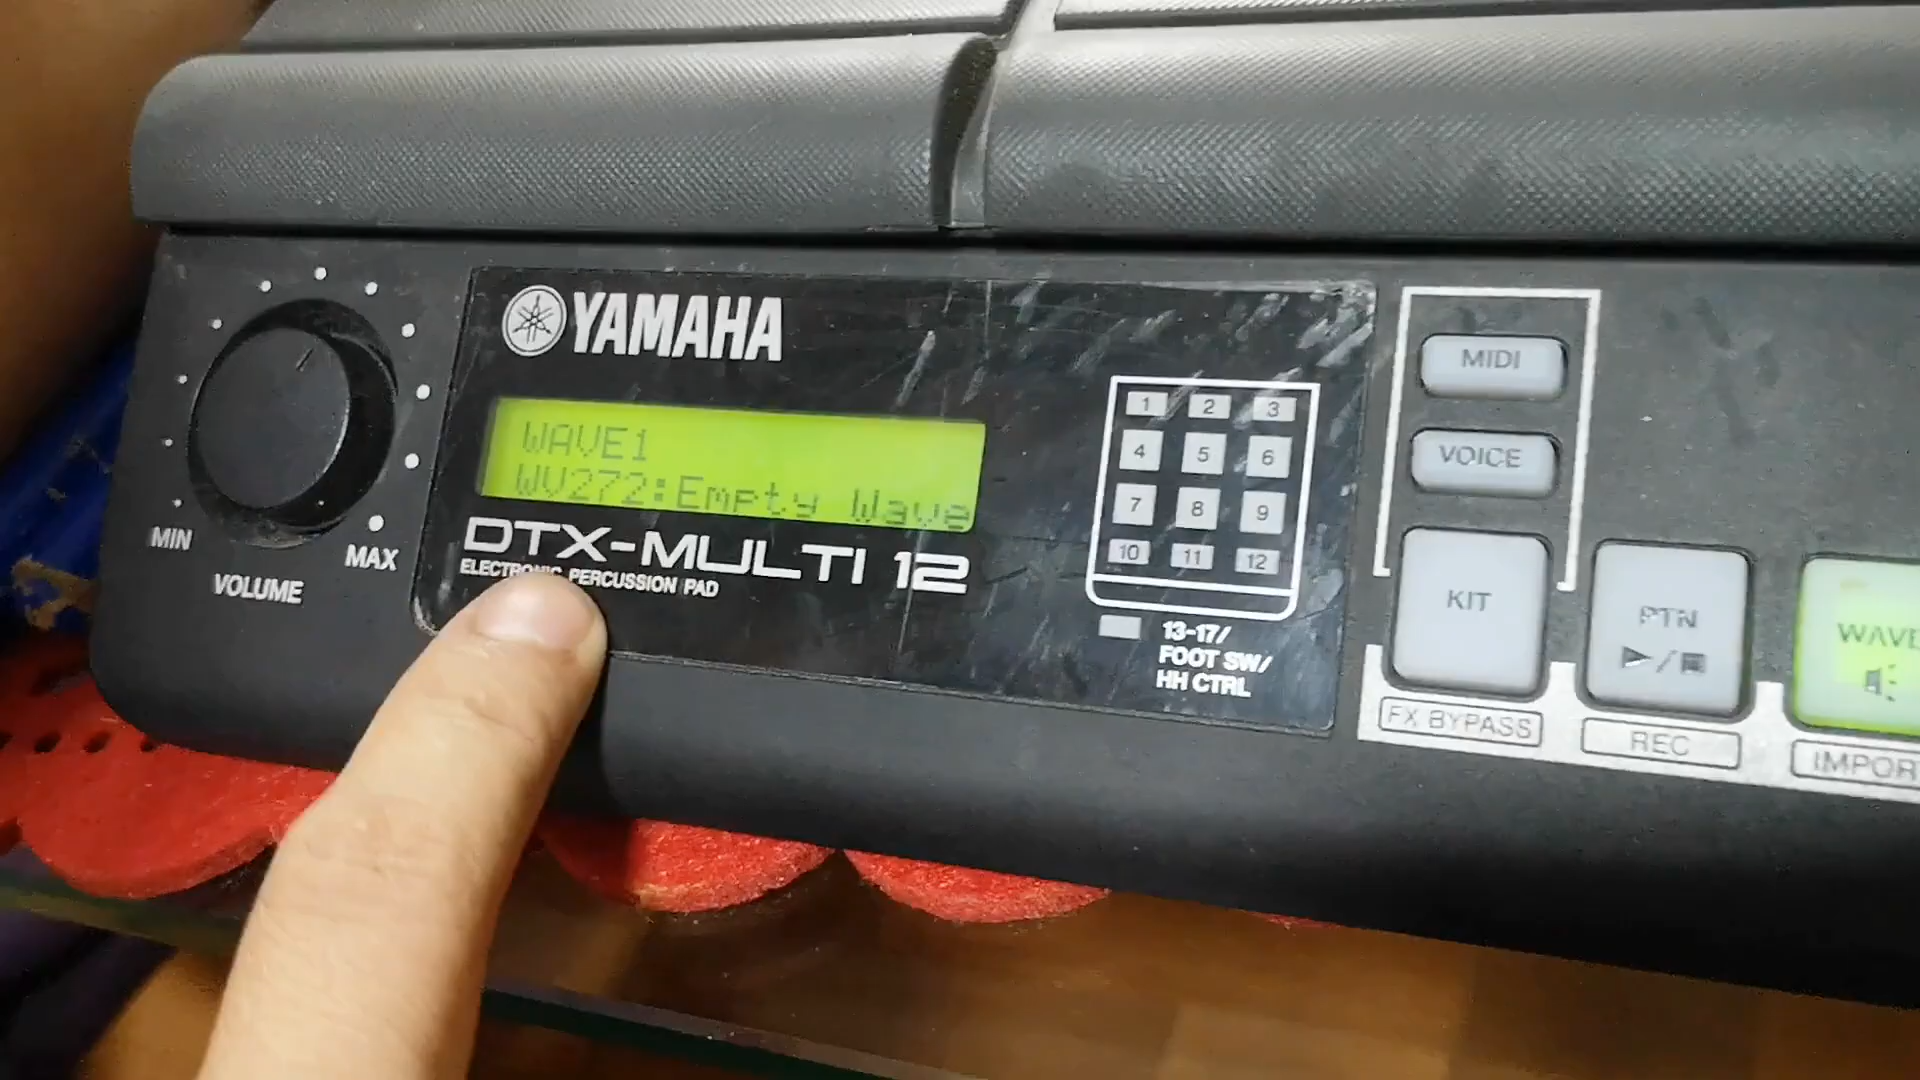 YAMAHA
WAVE1
WV272:Empty Wave
DTX-MULTI 12
ELECTRONIC PERCUSSION PAD
MIN
MAX
VOLUME
1 2 3
4 5 6
7 8 9
10 11 12
13-17/
FOOT SW/
HH CTRL
MIDI
VOICE
KIT
PTN
WAVE
FX BYPASS
REC